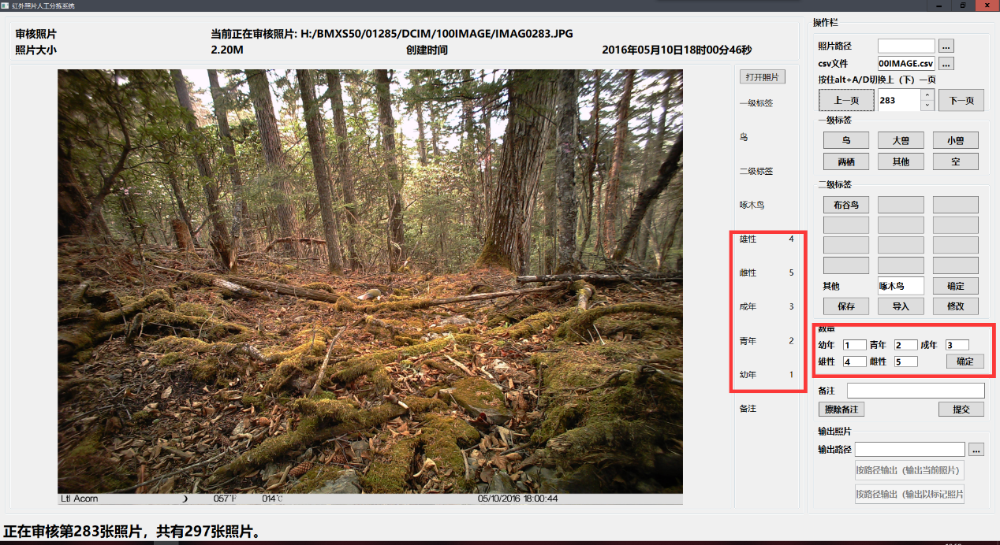 红外照片人工分拣系统
审核照片
当前正在审核照片: H:/BMXS50/01285/DCIM/100IMAGE/IMAG0283.JPG
照片大小
2.20M
创建时间
2016年05月10日18时00分46秒
打开照片
一级标签
鸟
二级标签
啄木鸟
雄性 4
雌性 5
成年 3
青年 2
幼年 1
备注
Ltl Acorn 057°F 014℃ 05/10/2016 18:00:44
操作栏
照片路径 ...
csv文件 00IMAGE.csv ...
按住alt+A/D切换上（下）一页
上一页 283 下一页
一级标签
鸟 大兽 小兽
两栖 其他 空
二级标签
布谷鸟
其他 啄木鸟 确定
保存 导入 修改
数量
幼年 1 青年 2 成年 3
雄性 4 雌性 5 确定
备注
擦除备注 提交
输出照片
输出路径 ...
按路径输出（输出当前照片）
按路径输出（输出以标记照片
正在审核第283张照片，共有297张照片。